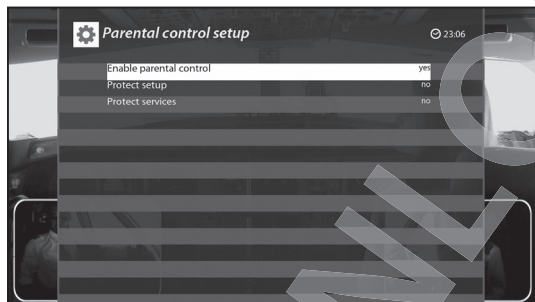 Parental control setup
23:06
Enable parental control yes
Protect setup no
Protect services no